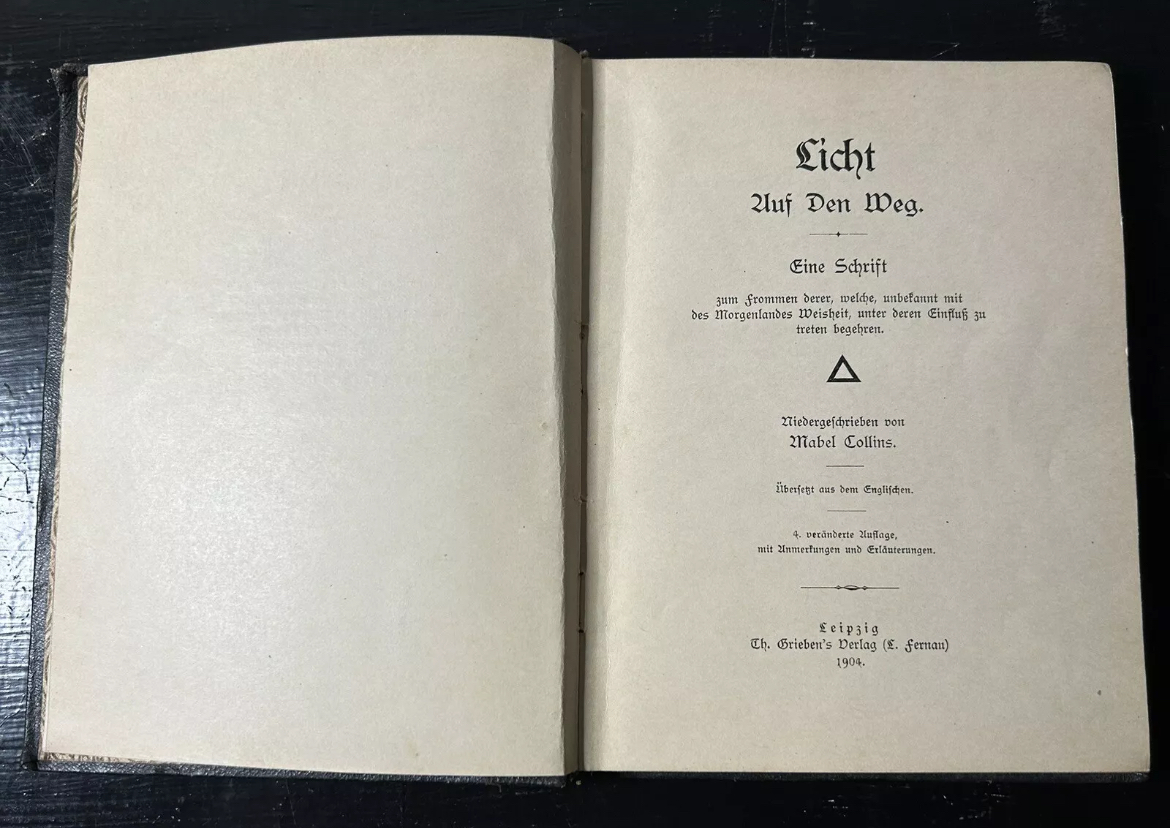 Licht
Auf Den Weg.
Eine Schrift
zum Frommen derer, welche, unbekannt mit
des Morgenlandes Weisheit, unter deren Einfluß zu
treten begehren.
Niedergeschrieben von
Mabel Collins.
Übersetzt aus dem Englischen.
4. veränderte Auflage,
mit Anmerkungen und Erläuterungen.
Leipzig
Th. Grieben's Verlag (L. Fernau)
1904.